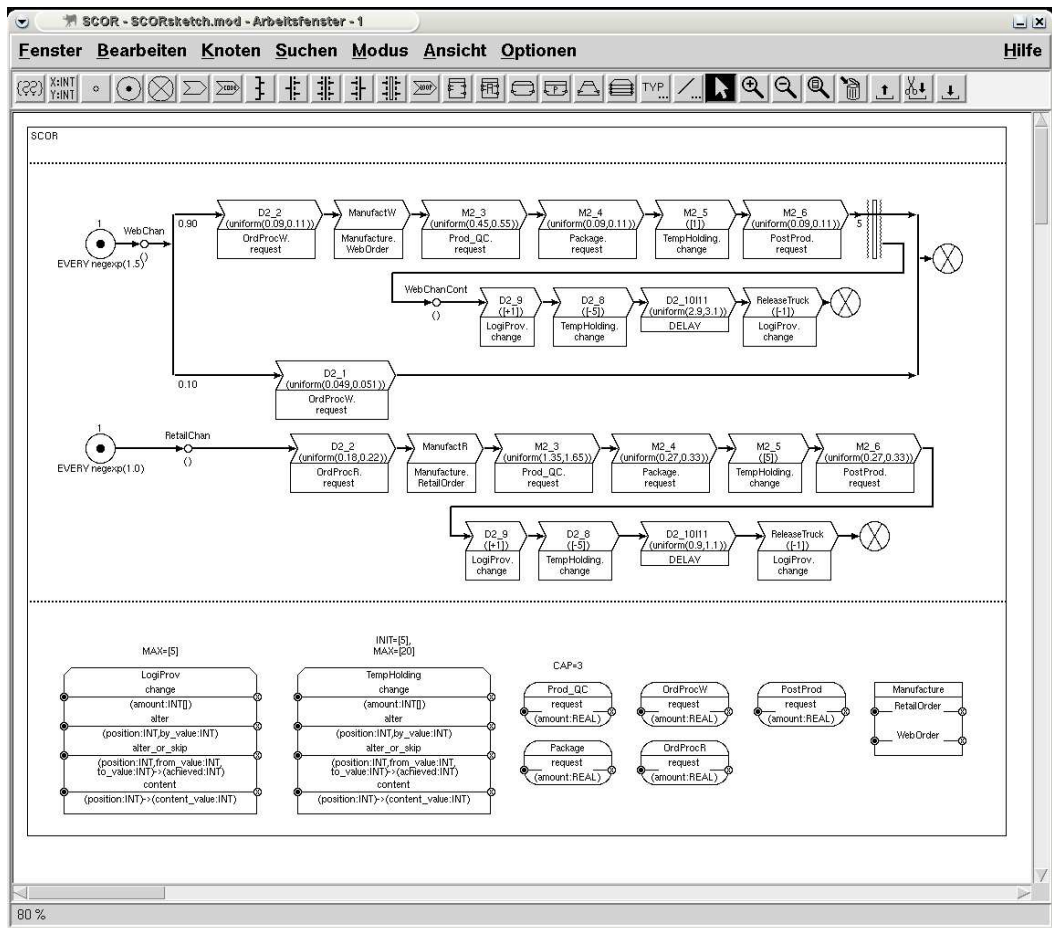 SCOR - SCORsketch.mod - Arbeitsfenster - 1
Fenster Bearbeiten Knoten Suchen Modus Ansicht Optionen Hilfe
{??} X:INT
Y:INT
CODE
LOOP
P
TYP...
SCOR
1
WebChan
EVERY negexp(1.5)
()
0.90
D2_2
(uniform(0.09,0.11))
OrdProcW.
request
ManufactW
Manufacture.
WebOrder
M2_3
(uniform(0.45,0.55))
Prod_QC.
request
M2_4
(uniform(0.09,0.11))
Package.
request
M2_5
([1])
TempHolding.
change
M2_6
(uniform(0.09,0.11))
PostProd.
request
5
WebChanCont
()
D2_9
([+1])
LogiProv.
change
D2_8
([-5])
TempHolding.
change
D2_10I11
(uniform(2.9,3.1))
DELAY
ReleaseTruck
([-1])
LogiProv.
change
0.10
D2_1
(uniform(0.049,0.051))
OrdProcW.
request
1
RetailChan
EVERY negexp(1.0)
()
D2_2
(uniform(0.18,0.22))
OrdProcR.
request
ManufactR
Manufacture.
RetailOrder
M2_3
(uniform(1.35,1.65))
Prod_QC.
request
M2_4
(uniform(0.27,0.33))
Package.
request
M2_5
([5])
TempHolding.
change
M2_6
(uniform(0.27,0.33))
PostProd.
request
D2_9
([+1])
LogiProv.
change
D2_8
([-5])
TempHolding.
change
D2_10I11
(uniform(0.9,1.1))
DELAY
ReleaseTruck
([-1])
LogiProv.
change
MAX=[5]
LogiProv
change
(amount:INT[])
alter
(position:INT,by_value:INT)
alter_or_skip
(position:INT,from_value:INT,
to_value:INT)->(achieved:INT)
content
(position:INT)->(content_value:INT)
INIT=[5],
MAX=[20]
TempHolding
change
(amount:INT[])
alter
(position:INT,by_value:INT)
alter_or_skip
(position:INT,from_value:INT,
to_value:INT)->(achieved:INT)
content
(position:INT)->(content_value:INT)
CAP=3
Prod_QC
request
(amount:REAL)
OrdProcW
request
(amount:REAL)
PostProd
request
(amount:REAL)
Manufacture
RetailOrder
WebOrder
Package
request
(amount:REAL)
OrdProcR
request
(amount:REAL)
80 %